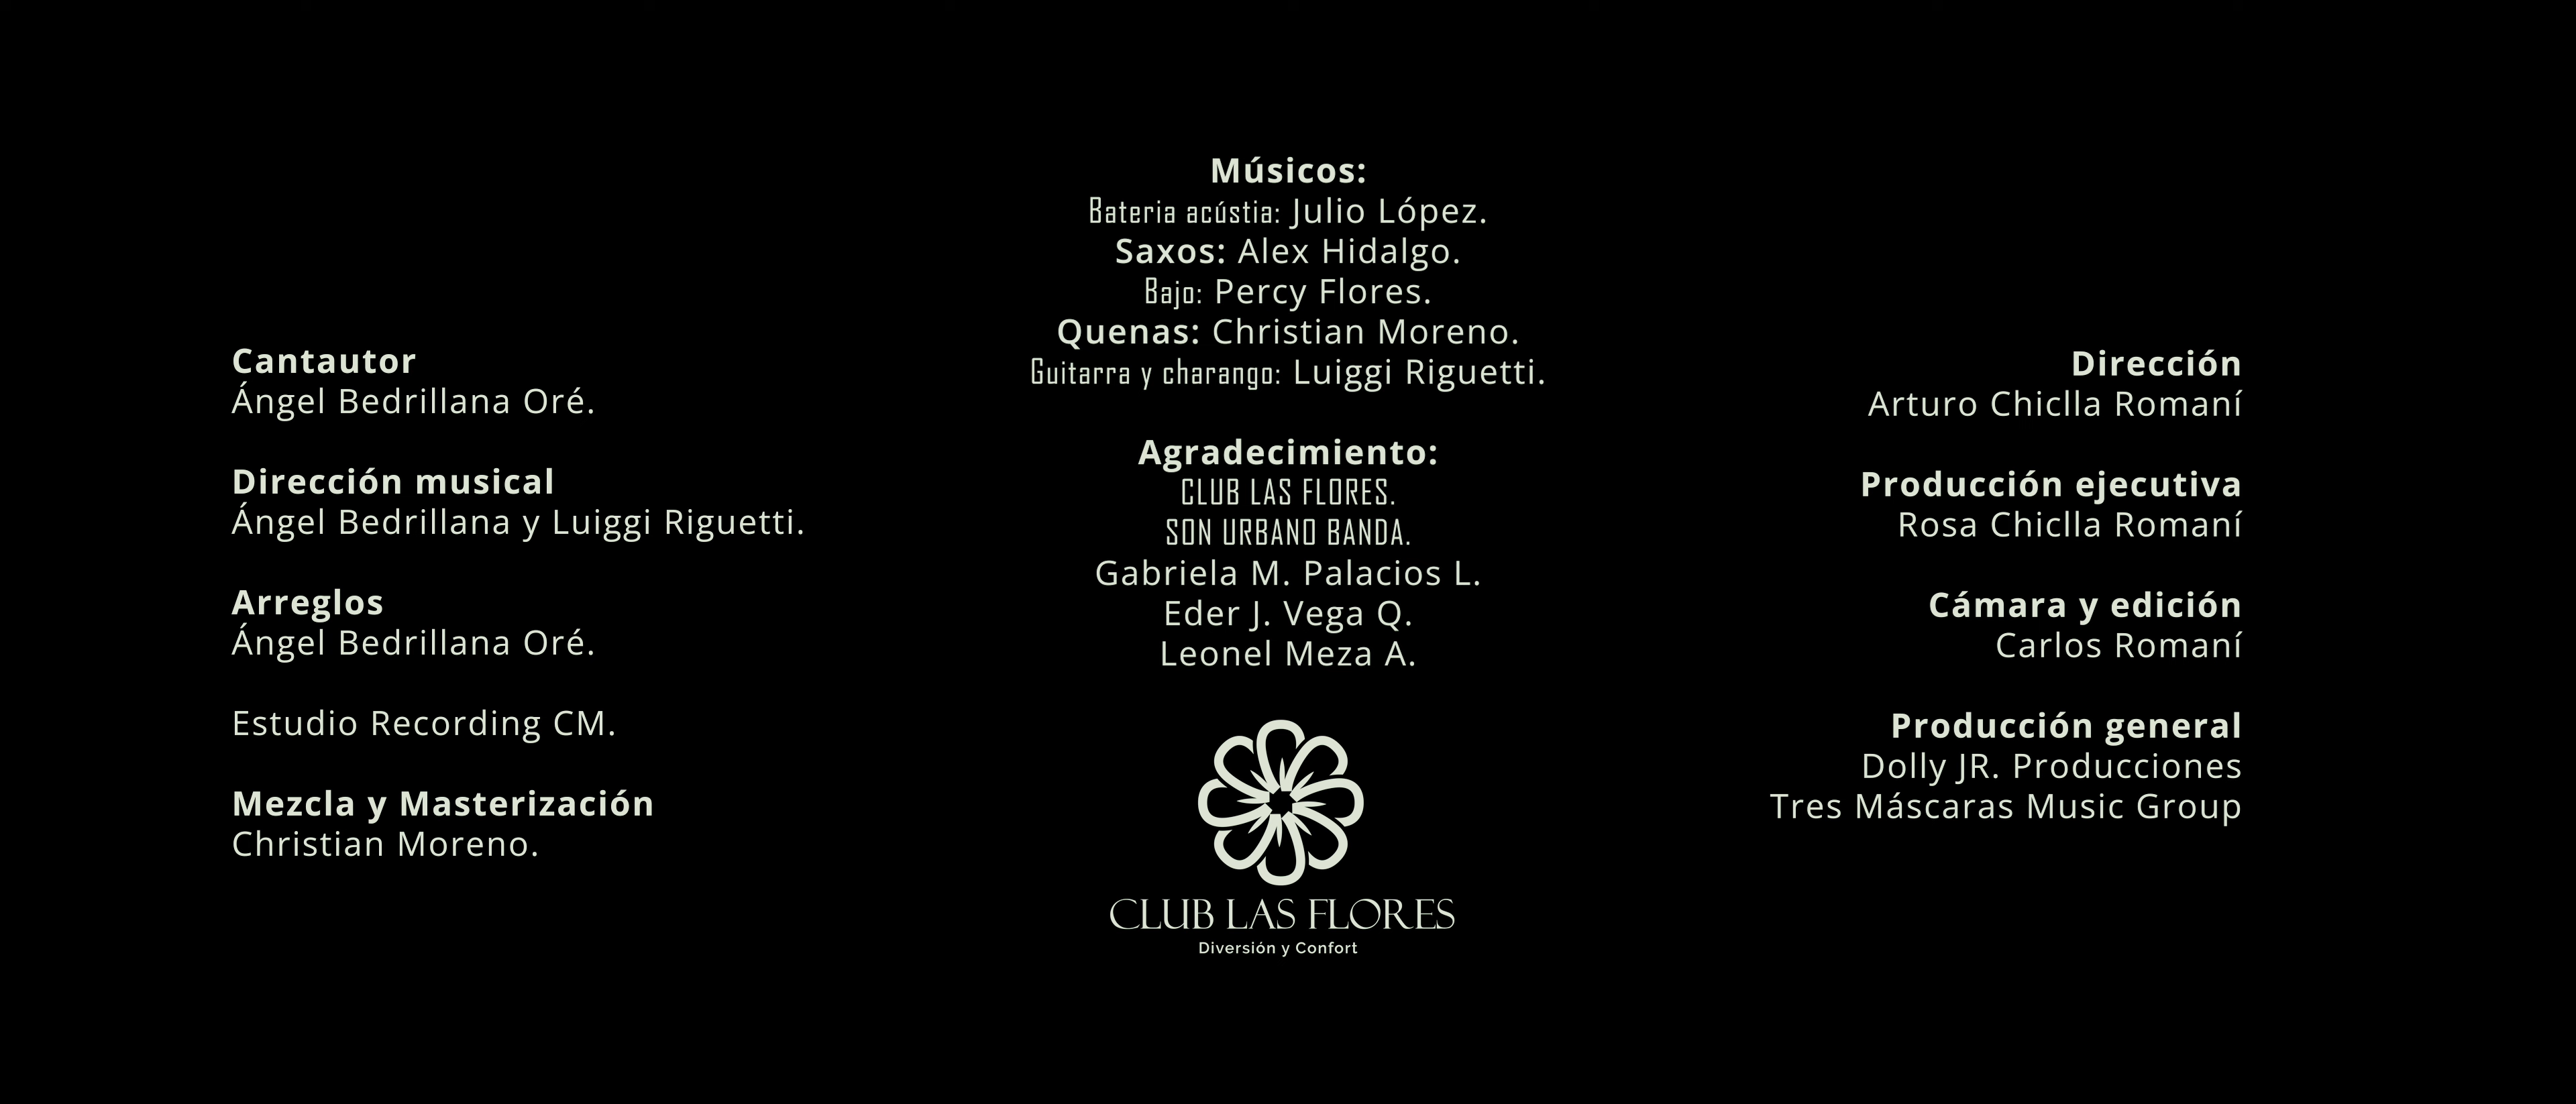 Cantautor
Ángel Bedrillana Oré.
Dirección musical
Ángel Bedrillana y Luiggi Riguetti.
Arreglos
Ángel Bedrillana Oré.
Estudio Recording CM.
Mezcla y Masterización
Christian Moreno.
Músicos:
Bateria acústia: Julio López.
Saxos: Alex Hidalgo.
Bajo: Percy Flores.
Quenas: Christian Moreno.
Guitarra y charango: Luiggi Riguetti.
Agradecimiento:
CLUB LAS FLORES.
SON URBANO BANDA.
Gabriela M. Palacios L.
Eder J. Vega Q.
Leonel Meza A.
CLUB LAS FLORES
Diversión y Confort
Dirección
Arturo Chiclla Romaní
Producción ejecutiva
Rosa Chiclla Romaní
Cámara y edición
Carlos Romaní
Producción general
Dolly JR. Producciones
Tres Máscaras Music Group